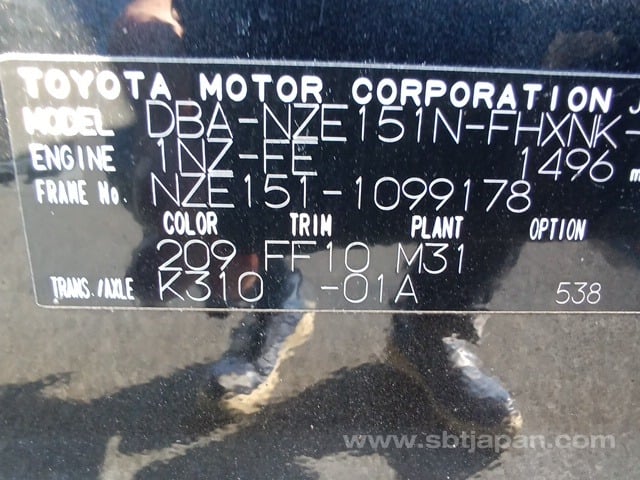 TOYOTA MOTOR CORPORATION
MODEL DBA-NZE151N-FHXNK-
ENGINE 1NZ-FE 1496
FRAME No. NZE151-1099178
COLOR TRIM PLANT OPTION
209 FF10 M31
TRANS./AXLE K310 -01A 538
www.sbtjapan.com